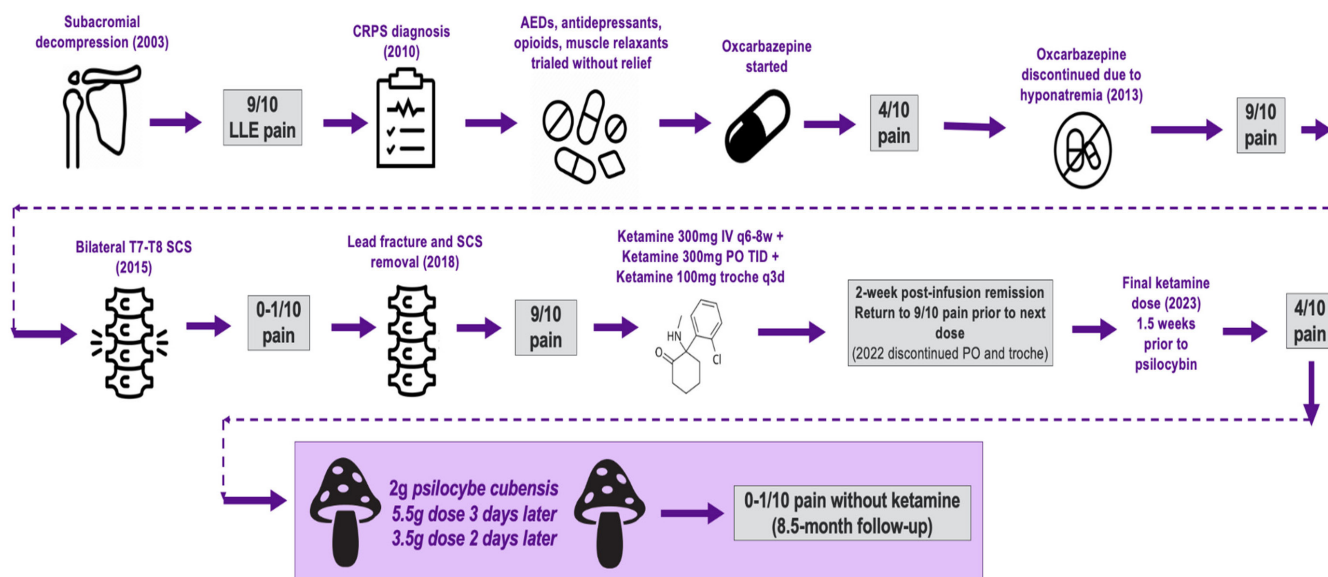 Subacromial
decompression (2003)
9/10
LLE pain
CRPS diagnosis
(2010)
AEDs, antidepressants,
opioids, muscle relaxants
trialed without relief
Oxcarbazepine
started
4/10
pain
Oxcarbazepine
discontinued due to
hyponatremia (2013)
9/10
pain
Bilateral T7-T8 SCS
(2015)
0-1/10
pain
Lead fracture and SCS
removal (2018)
9/10
pain
Ketamine 300mg IV q6-8w +
Ketamine 300mg PO TID +
Ketamine 100mg troche q3d
HN
O
Cl
2-week post-infusion remission
Return to 9/10 pain prior to next
dose
(2022 discontinued PO and troche)
Final ketamine
dose (2023)
1.5 weeks
prior to
psilocybin
4/10
pain
2g psilocybe cubensis
5.5g dose 3 days later
3.5g dose 2 days later
0-1/10 pain without ketamine
(8.5-month follow-up)